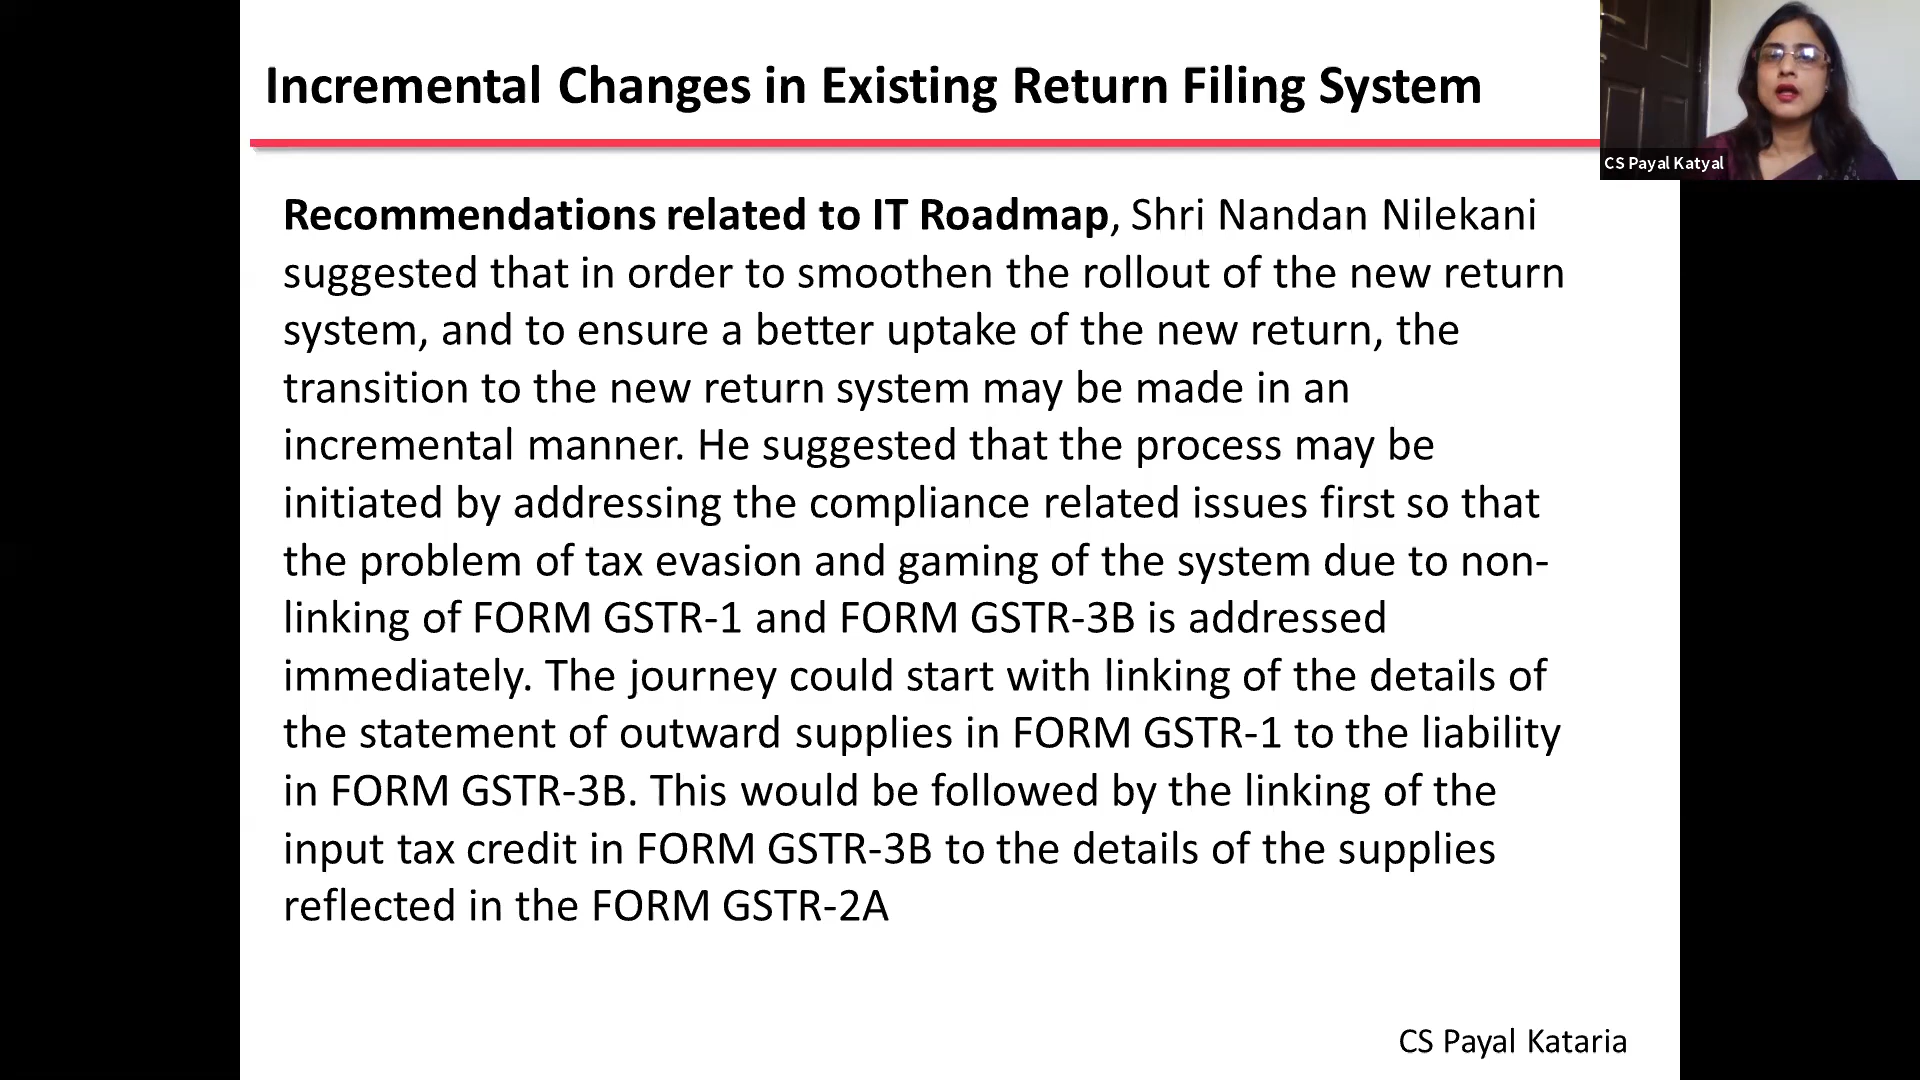 Incremental Changes in Existing Return Filing System
CS Payal Katyal
Recommendations related to IT Roadmap, Shri Nandan Nilekani
suggested that in order to smoothen the rollout of the new return
system, and to ensure a better uptake of the new return, the
transition to the new return system may be made in an
incremental manner. He suggested that the process may be
initiated by addressing the compliance related issues first so that
the problem of tax evasion and gaming of the system due to non-
linking of FORM GSTR-1 and FORM GSTR-3B is addressed
immediately. The journey could start with linking of the details of
the statement of outward supplies in FORM GSTR-1 to the liability
in FORM GSTR-3B. This would be followed by the linking of the
input tax credit in FORM GSTR-3B to the details of the supplies
reflected in the FORM GSTR-2A
CS Payal Kataria